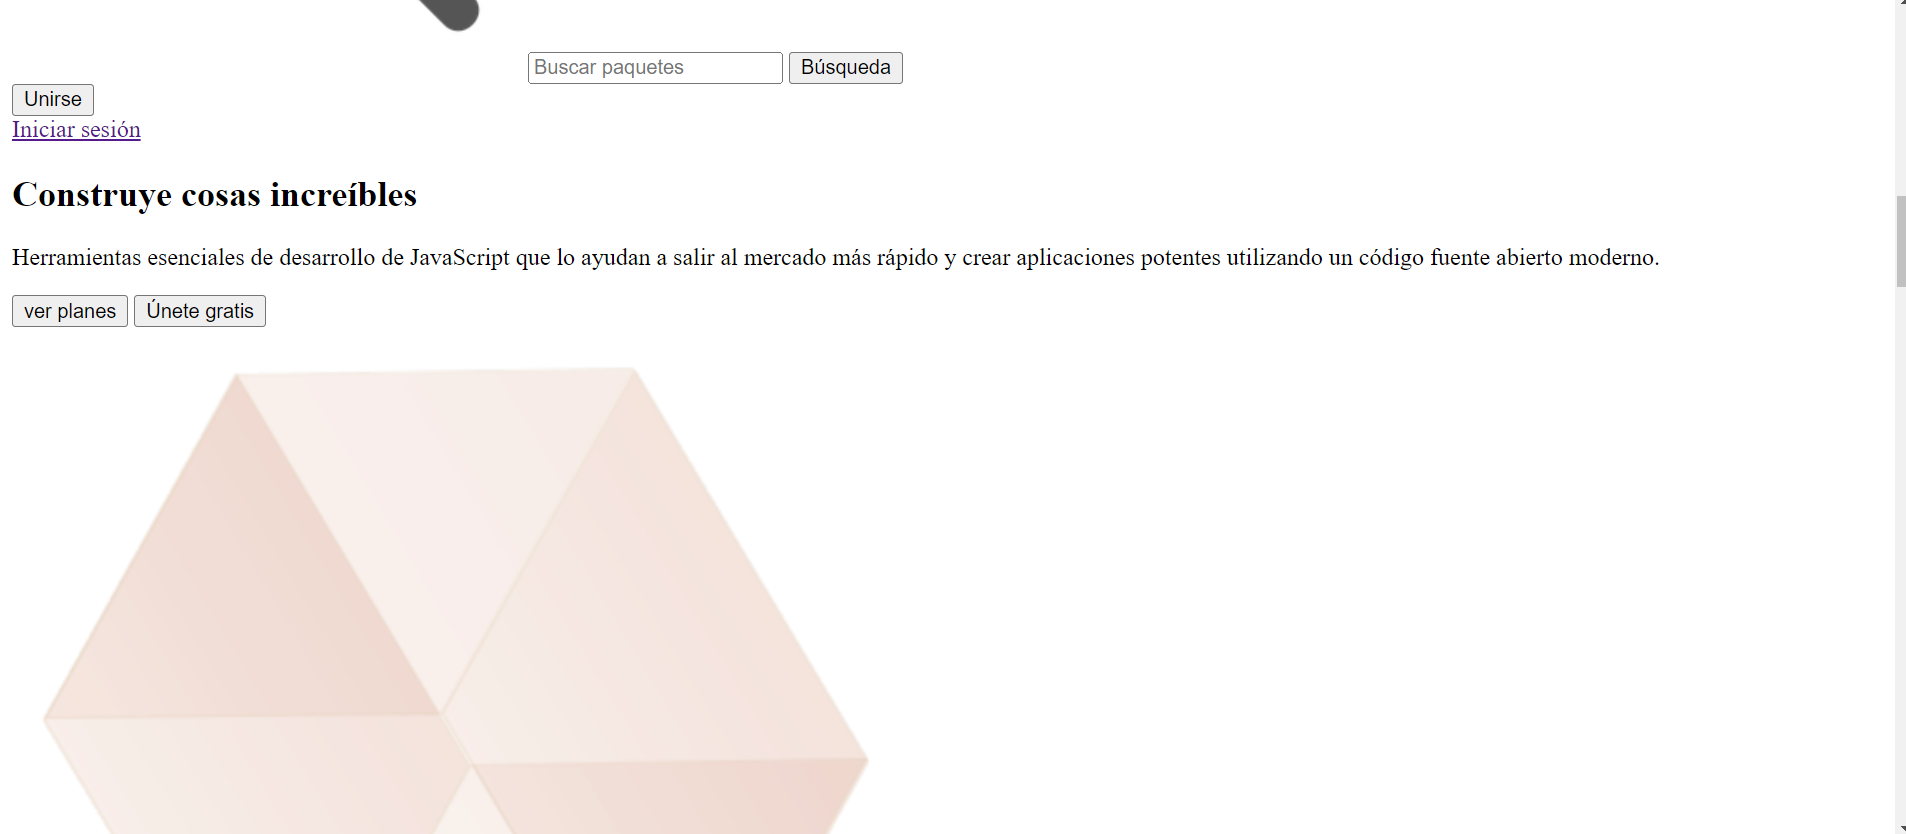 Buscar paquetes Búsqueda
Unirse
Iniciar sesión
Construye cosas increíbles
Herramientas esenciales de desarrollo de JavaScript que lo ayudan a salir al mercado más rápido y crear aplicaciones potentes utilizando un código fuente abierto moderno.
ver planes Únete gratis